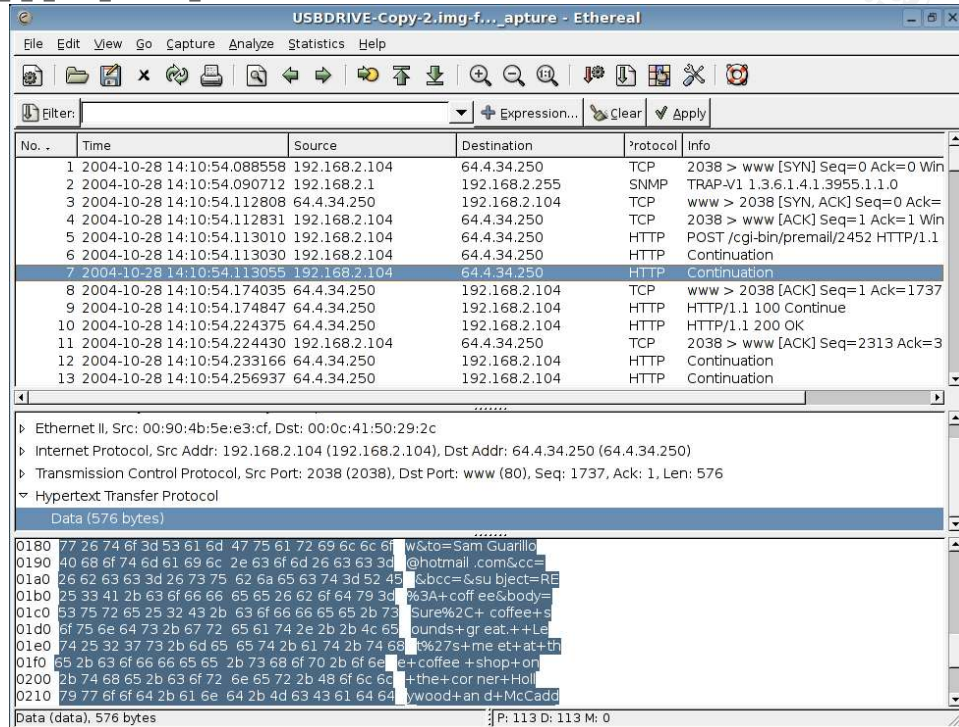 USBDRIVE-Copy-2.img-f..._apture - Ethereal
File Edit View Go Capture Analyze Statistics Help
Filter: Expression... Clear Apply
No. . Time Source Destination Protocol Info
1 2004-10-28 14:10:54.088558 192.168.2.104 64.4.34.250 TCP 2038 > www [SYN] Seq=0 Ack=0 Win
2 2004-10-28 14:10:54.090712 192.168.2.1 192.168.2.255 SNMP TRAP-V1 1.3.6.1.4.1.3955.1.1.0
3 2004-10-28 14:10:54.112808 64.4.34.250 192.168.2.104 TCP www > 2038 [SYN, ACK] Seq=0 Ack=
4 2004-10-28 14:10:54.112831 192.168.2.104 64.4.34.250 TCP 2038 > www [ACK] Seq=1 Ack=1 Win
5 2004-10-28 14:10:54.113010 192.168.2.104 64.4.34.250 HTTP POST /cgi-bin/premail/2452 HTTP/1.1
6 2004-10-28 14:10:54.113030 192.168.2.104 64.4.34.250 HTTP Continuation
7 2004-10-28 14:10:54.113055 192.168.2.104 64.4.34.250 HTTP Continuation
8 2004-10-28 14:10:54.174035 64.4.34.250 192.168.2.104 TCP www > 2038 [ACK] Seq=1 Ack=1737
9 2004-10-28 14:10:54.174847 64.4.34.250 192.168.2.104 HTTP HTTP/1.1 100 Continue
10 2004-10-28 14:10:54.224375 64.4.34.250 192.168.2.104 HTTP HTTP/1.1 200 OK
11 2004-10-28 14:10:54.224430 192.168.2.104 64.4.34.250 TCP 2038 > www [ACK] Seq=2313 Ack=3
12 2004-10-28 14:10:54.233166 64.4.34.250 192.168.2.104 HTTP Continuation
13 2004-10-28 14:10:54.256937 64.4.34.250 192.168.2.104 HTTP Continuation
Ethernet II, Src: 00:90:4b:5e:e3:cf, Dst: 00:0c:41:50:29:2c
Internet Protocol, Src Addr: 192.168.2.104 (192.168.2.104), Dst Addr: 64.4.34.250 (64.4.34.250)
Transmission Control Protocol, Src Port: 2038 (2038), Dst Port: www (80), Seq: 1737, Ack: 1, Len: 576
Hypertext Transfer Protocol
Data (576 bytes)
0180 77 26 74 6f 3d 53 61 6d 47 75 61 72 69 6c 6c 6f w&to=Sam Guarillo
0190 40 68 6f 74 6d 61 69 6c 2e 63 6f 6d 26 63 63 3d @hotmail .com&cc=
01a0 26 62 63 63 3d 26 73 75 62 6a 65 63 74 3d 52 45 &bcc=&su bject=RE
01b0 25 33 41 2b 63 6f 66 66 65 65 26 62 6f 64 79 3d %3A+coff ee&body=
01c0 53 75 72 65 25 32 43 2b 63 6f 66 66 65 65 2b 73 Sure%2C+ coffee+s
01d0 6f 75 6e 64 73 2b 67 72 65 61 74 2e 2b 2b 4c 65 ounds+gr eat.++Le
01e0 74 25 32 37 73 2b 6d 65 65 74 2b 61 74 2b 74 68 t%27s+me et+at+th
01f0 65 2b 63 6f 66 66 65 65 2b 73 68 6f 70 2b 6f 6e e+coffee +shop+on
0200 2b 74 68 65 2b 63 6f 72 6e 65 72 2b 48 6f 6c 6c +the+cor ner+Holl
0210 79 77 6f 6f 64 2b 61 6e 64 2b 4d 63 43 61 64 64 ywood+an d+McCadd
Data (data), 576 bytes P: 113 D: 113 M: 0